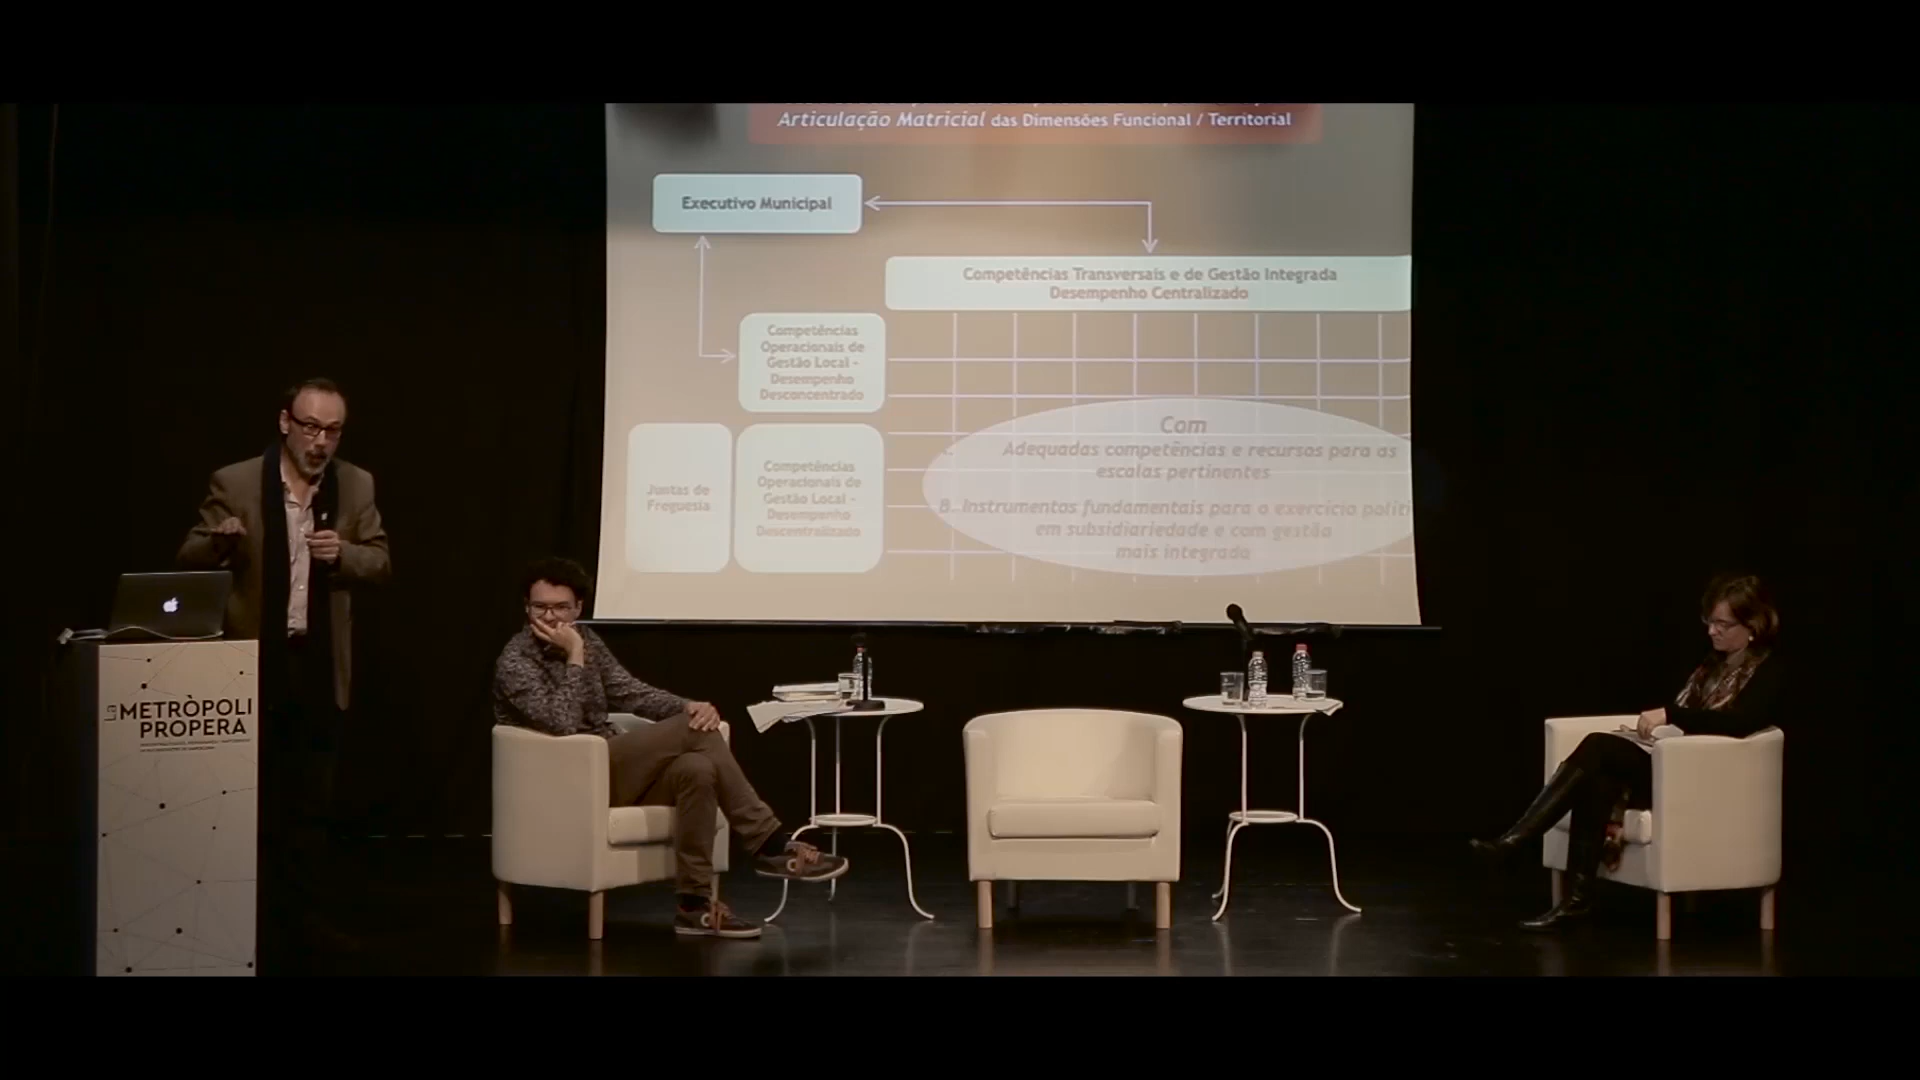 Articulação Matricial das Dimensões Funcional / Territorial
Executivo Municipal
Competências Transversais e de Gestão Integrada
Desempenho Centralizado
Competências
Operacionais de
Gestão Local -
Desempenho
Desconcentrado
Juntas de
Freguesia
Competências
Operacionais de
Gestão Local -
Desempenho
Descentralizado
Com
Adequadas competências e recursos para as
escalas pertinentes
B. Instrumentos fundamentais para o exercício políti
em subsidiariedade e com gestão
mais integrada
La METRÒPOLI
PROPERA